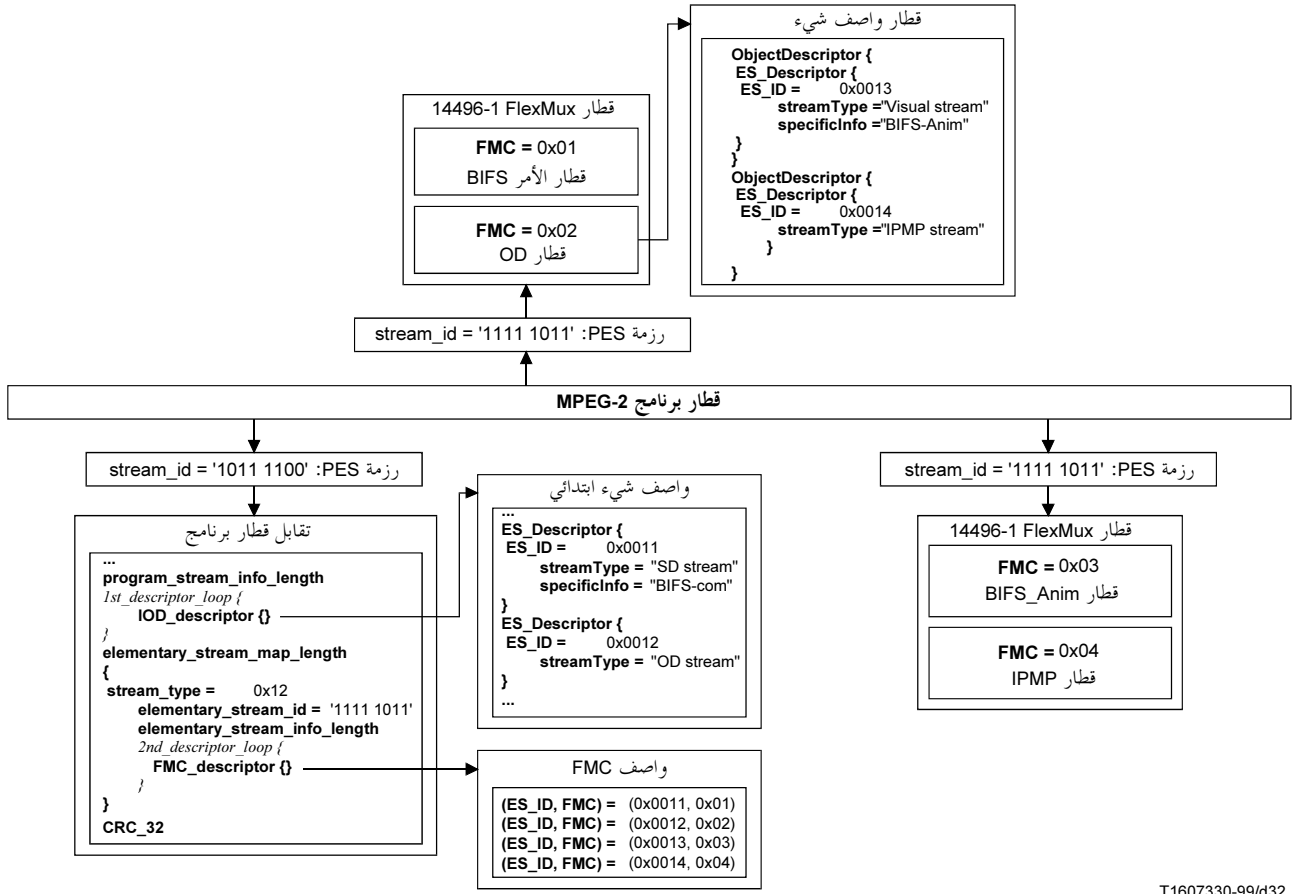 قطار واصف شيء
ObjectDescriptor {
ES_Descriptor {
ES_ID = 0x0013
streamType ="Visual stream"
specificInfo ="BIFS-Anim"
}
}
ObjectDescriptor {
ES_Descriptor {
ES_ID = 0x0014
streamType ="IPMP stream"
}
}
قطار 14496-1 FlexMux
FMC = 0x01
قطار الأمر BIFS
FMC = 0x02
قطار OD
رزمة PES: stream_id = '1111 1011'
قطار برنامج MPEG-2
رزمة PES: stream_id = '1011 1100'
تقابل قطار برنامج
...
program_stream_info_length
1st_descriptor_loop {
IOD_descriptor {}
}
elementary_stream_map_length
{
stream_type = 0x12
elementary_stream_id = '1111 1011'
elementary_stream_info_length
2nd_descriptor_loop {
FMC_descriptor {}
}
}
CRC_32
واصف شيء ابتدائي
...
ES_Descriptor {
ES_ID = 0x0011
streamType = "SD stream"
specificInfo = "BIFS-com"
}
ES_Descriptor {
ES_ID = 0x0012
streamType = "OD stream"
}
...
واصف FMC
(ES_ID, FMC) = (0x0011, 0x01)
(ES_ID, FMC) = (0x0012, 0x02)
(ES_ID, FMC) = (0x0013, 0x03)
(ES_ID, FMC) = (0x0014, 0x04)
رزمة PES: stream_id = '1111 1011'
قطار 14496-1 FlexMux
FMC = 0x03
قطار BIFS_Anim
FMC = 0x04
قطار IPMP
T1607330-99/d32